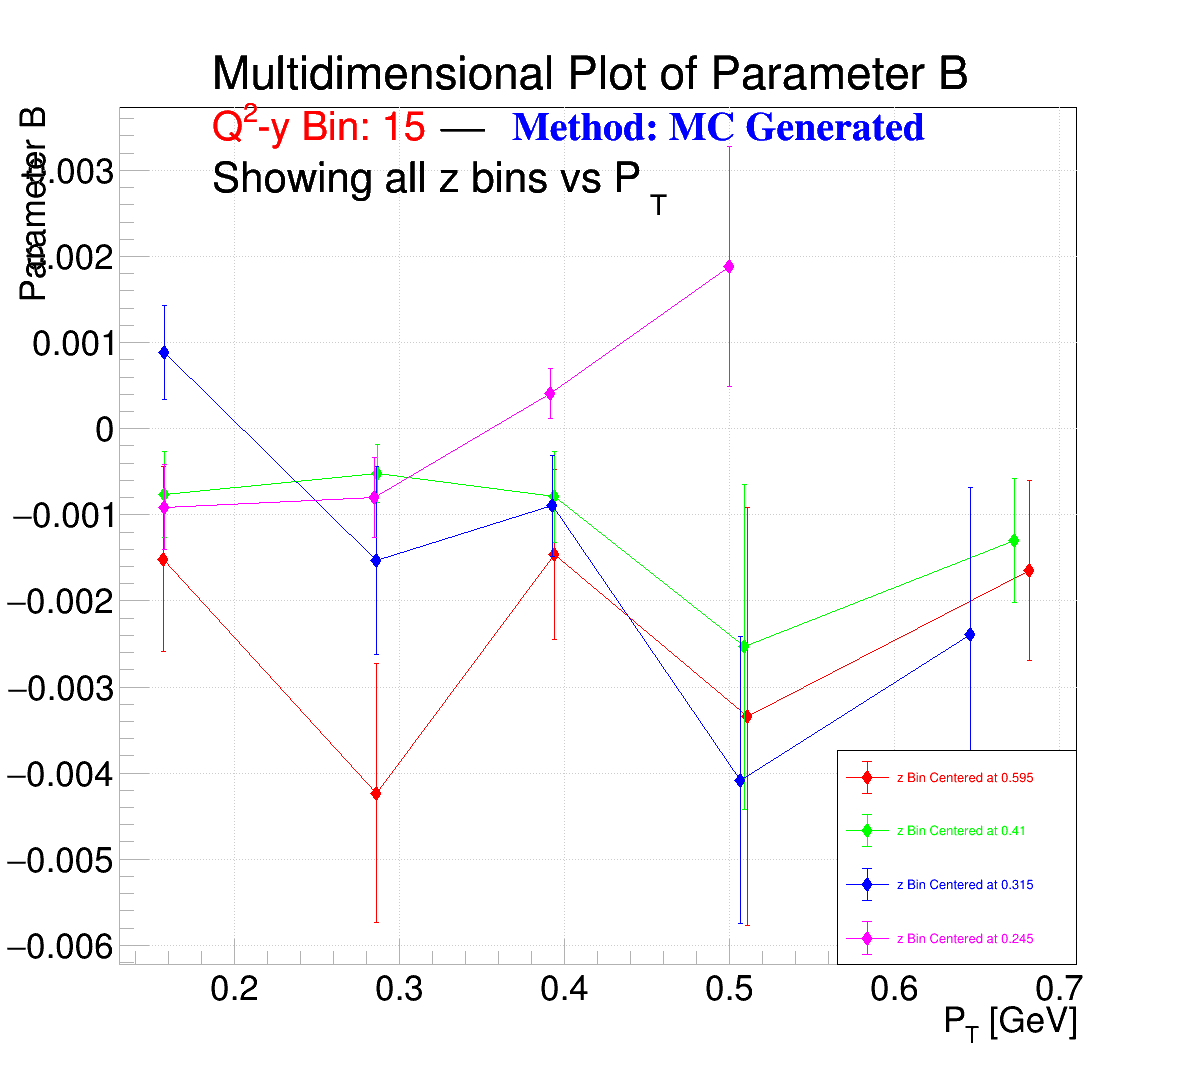 Multidimensional Plot of Parameter B
Q²-y Bin: 15 — Method: MC Generated
Showing all z bins vs P_T
Parameter B
0.003
0.002
0.001
0
−0.001
−0.002
−0.003
−0.004
−0.005
−0.006
z Bin Centered at 0.595
z Bin Centered at 0.41
z Bin Centered at 0.315
z Bin Centered at 0.245
0.2 0.3 0.4 0.5 0.6 0.7
P_T [GeV]